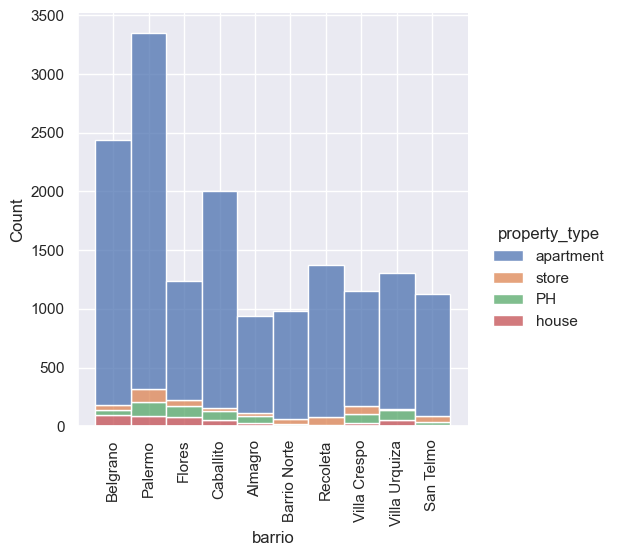 3500
3000
2500
2000
1500
1000
500
0
Count
Belgrano
Palermo
Flores
Caballito
Almagro
Barrio Norte
Recoleta
Villa Crespo
Villa Urquiza
San Telmo
barrio
property_type
apartment
store
PH
house